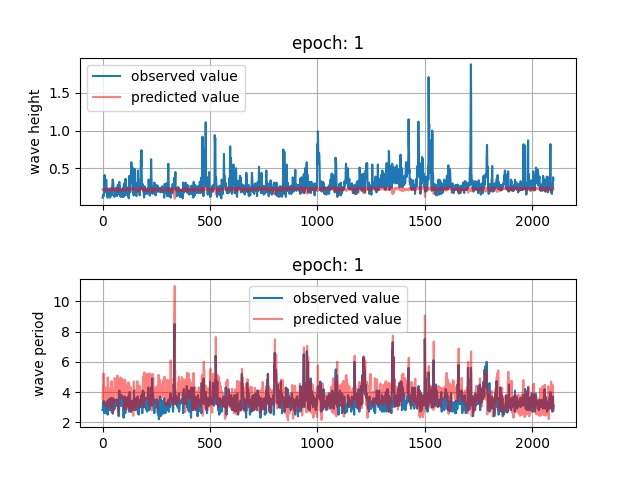 epoch: 1
wave height
1.5
1.0
0.5
observed value
predicted value
0 500 1000 1500 2000
epoch: 1
wave period
10
8
6
4
2
observed value
predicted value
0 500 1000 1500 2000